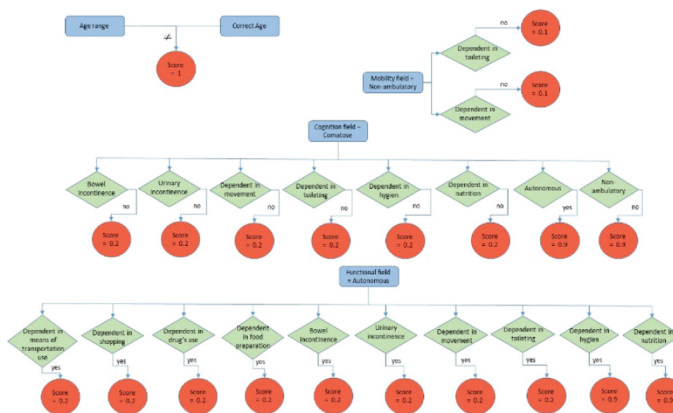 Age range
≠
Correct Age
Score
= 1
Mobility field –
Non-ambulatory
Dependent in
toileting
no
Score
= 0.1
Dependent in
movement
no
Score
= 0.1
Cognition field –
Comatose
Bowel
incontinence
no
Score
= 0.2
Urinary
incontinence
no
Score
= 0.2
Dependent in
movement
no
Score
= 0.2
Dependent in
toileting
no
Score
= 0.2
Dependent in
hygien
no
Score
= 0.2
Dependent in
nutrition
no
Score
= 0.2
Autonomous
yes
Score
= 0.9
Non
ambulatory
no
Score
= 0.9
Functional field
= Autonomous
Dependent in
means of
transportation
use
yes
Score
= 0.2
Dependent in
shopping
yes
Score
= 0.2
Dependent in
drug's use
yes
Score
= 0.2
Dependent
in food
preparation
yes
Score
= 0.2
Bowel
incontinence
yes
Score
= 0.2
Urinary
incontinence
yes
Score
= 0.2
Dependent in
movement
yes
Score
= 0.2
Dependent in
toileting
yes
Score
= 0.2
Dependent in
hygien
yes
Score
= 0.9
Dependent in
nutrition
yes
Score
= 0.9